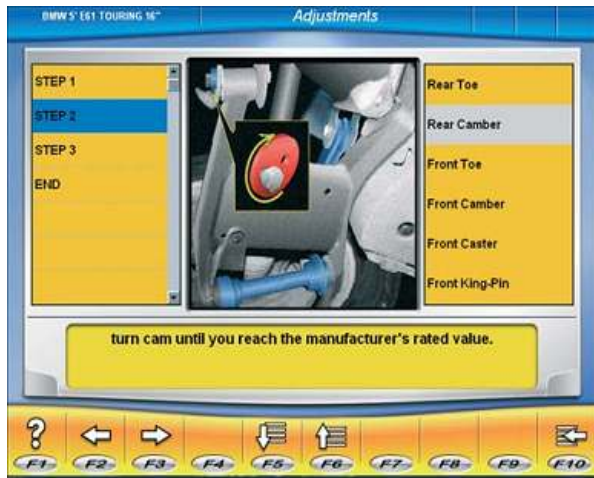 BMW 5' E61 TOURING 16"
Adjustments
STEP 1
STEP 2
STEP 3
END
Rear Toe
Rear Camber
Front Toe
Front Camber
Front Caster
Front King-Pin
turn cam until you reach the manufacturer's rated value.
?
F1 F2 F3 F4 F5 F6 F7 F8 F9 F10